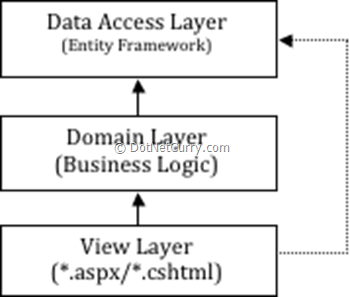 Data Access Layer
(Entity Framework)
Domain Layer
© DotNetCurry.com
(Business Logic)
View Layer
(*.aspx/*.cshtml)